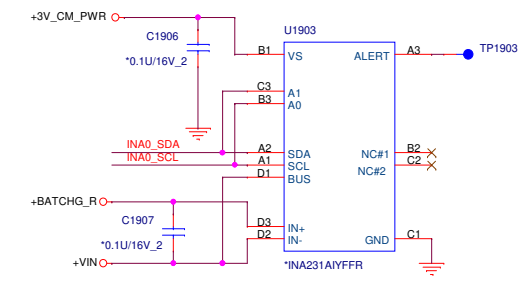 +3V_CM_PWR
U1903
C1906
*0.1U/16V_2
B1
VS
ALERT
A3
TP1903
C3
A1
B3
A0
INA0_SDA
A2
SDA
NC#1
B2
INA0_SCL
A1
SCL
NC#2
C2
D1
BUS
+BATCHG_R
C1907
D3
IN+
*0.1U/16V_2
D2
IN-
GND
C1
+VIN
*INA231AIYFFR